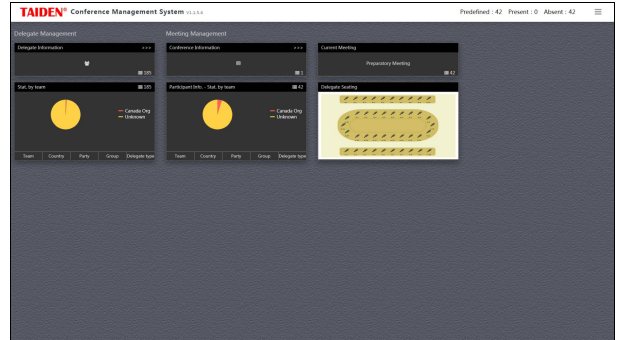 TAIDEN® Conference Management System V1.1.5.6
Predefined : 42 Present : 0 Absent : 42
Delegate Management
Meeting Management
Delegate Information >>>
185
Conference Information >>>
1
Current Meeting
Preparatory Meeting
42
Stat. by team 185
Canada Org
Unknown
Team Country Party Group Delegate type
Participant Info. - Stat. by team 42
Canada Org
Unknown
Team Country Party Group Delegate type
Delegate Seating